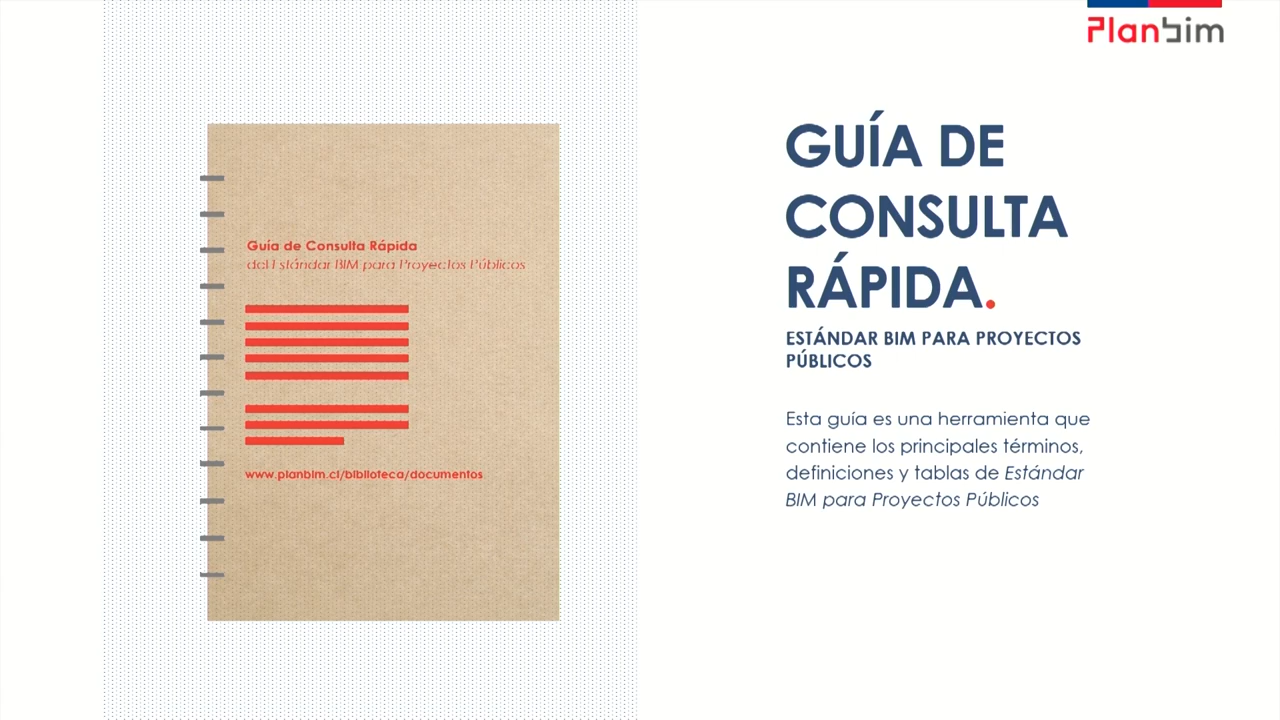 Planbim
Guía de Consulta Rápida
del Estándar BIM para Proyectos Públicos
www.planbim.cl/biblioteca/documentos
GUÍA DE
CONSULTA
RÁPIDA.
ESTÁNDAR BIM PARA PROYECTOS
PÚBLICOS
Esta guía es una herramienta que
contiene los principales términos,
definiciones y tablas de Estándar
BIM para Proyectos Públicos